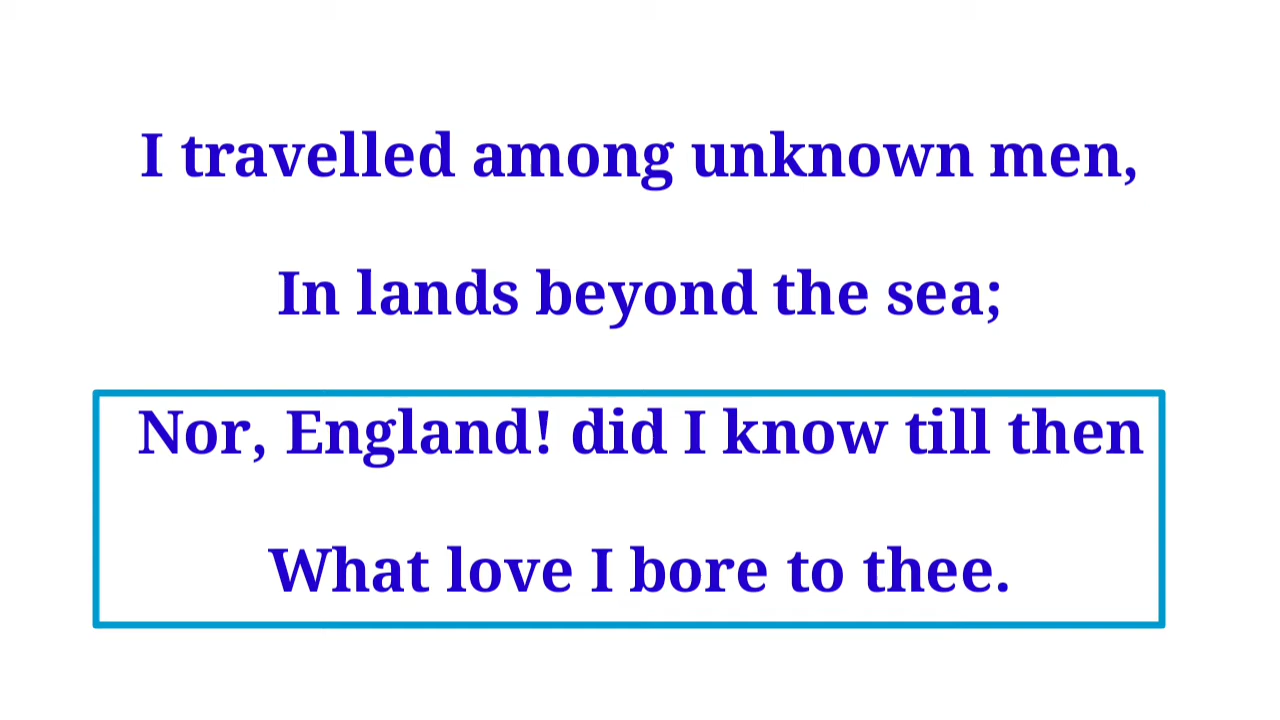 I travelled among unknown men,
In lands beyond the sea;
Nor, England! did I know till then
What love I bore to thee.